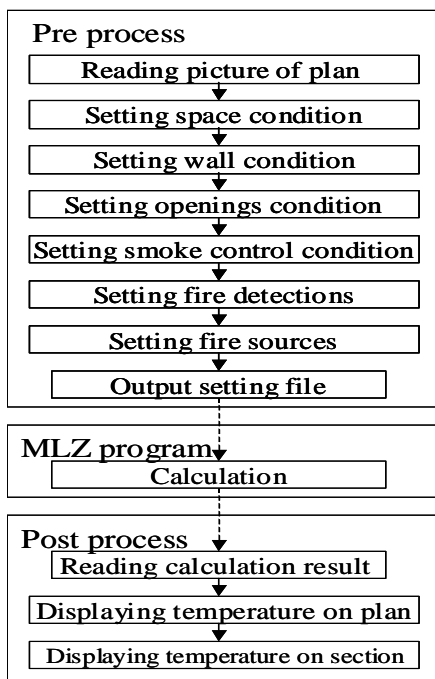 Pre process
Reading picture of plan
Setting space condition
Setting wall condition
Setting openings condition
Setting smoke control condition
Setting fire detections
Setting fire sources
Output setting file
MLZ program
Calculation
Post process
Reading calculation result
Displaying temperature on plan
Displaying temperature on section